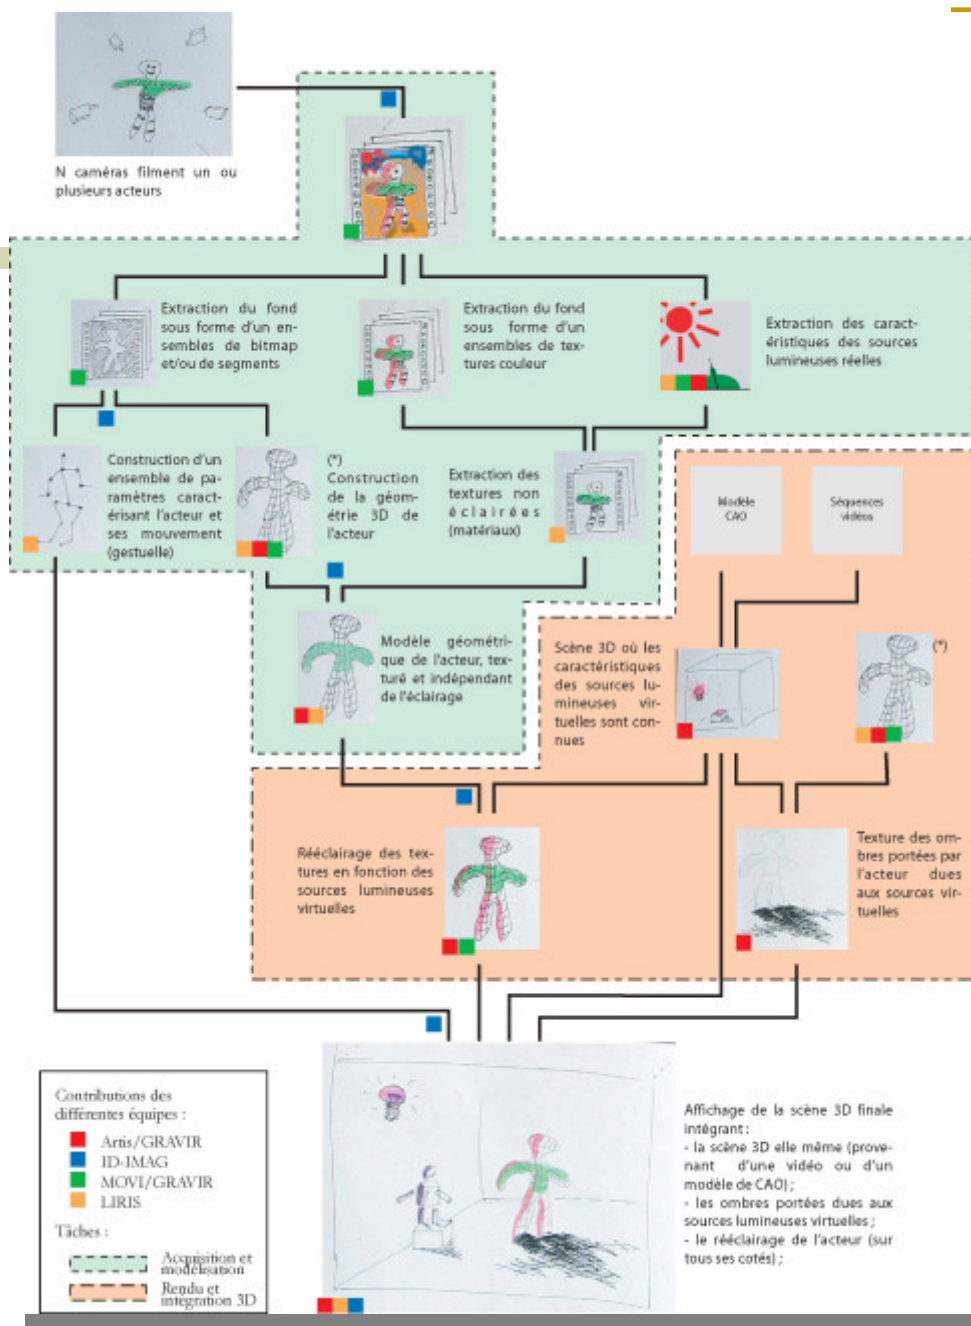 N caméras filment un ou
plusieurs acteurs
Extraction du fond
sous forme d'un en-
sembles de bitmap
et/ou de segments
Extraction du fond
sous forme d'un
ensembles de tex-
tures couleur
Extraction des caract-
éristiques des sources
lumineuses réelles
Construction d'un
ensemble de pa-
ramètres caract-
érisant l'acteur et
ses mouvement
(gestuelle)
(*)
Construction
de la géom-
étrie 3D de
l'acteur
Extraction des
textures non
éclairées
(matériaux)
Modèle
CAO
Séquences
vidéos
Modèle géométri-
que de l'acteur, tex-
turé et indépendant
de l'éclairage
Scène 3D où les
caractéristiques
des sources lu-
mineuses vir-
tuelles sont con-
nues
(*)
Rééclairage des tex-
tures en fonction des
sources lumineuses
virtuelles
Texture des om-
bres portées par
l'acteur dues
aux sources vir-
tuelles
Contributions des
différentes équipes :
Artis/GRAVIR
ID-IMAG
MOVI/GRAVIR
LIRIS
Tâches :
Acquisition et
modélisation
Rendu et
intégration 3D
Affichage de la scène 3D finale
intégrant :
- la scène 3D elle même (prove-
nant d'une vidéo ou d'un
modèle de CAO) ;
- les ombres portées dues aux
sources lumineuses virtuelles ;
- le rééclairage de l'acteur (sur
tous ses cotés) ;